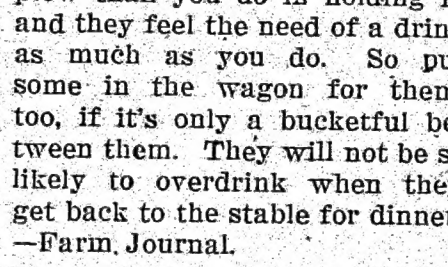 and they feel the need of a drin
as much as you do. So pu
some in the wagon for them
too, if it's only a bucketful be
tween them. They will not be s
likely to overdrink when the
get back to the stable for dinne
—Farm Journal.